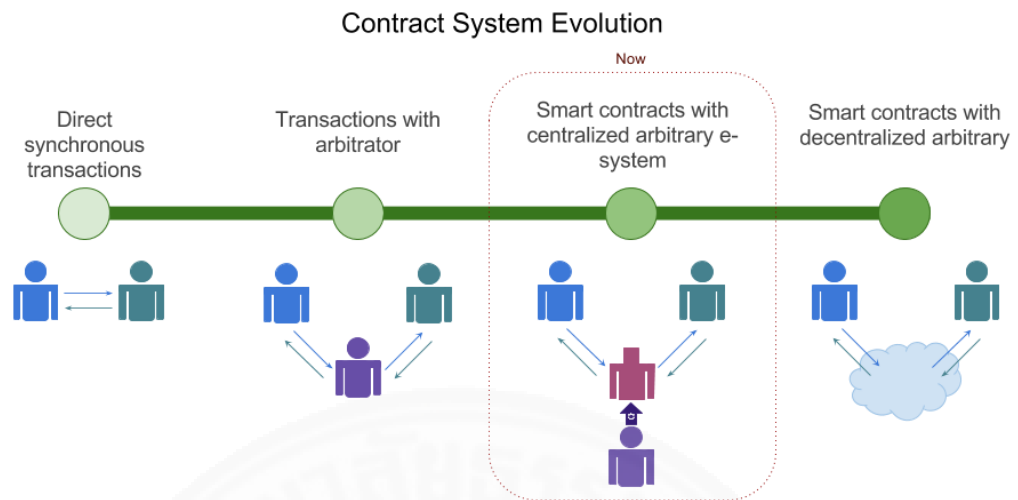 Contract System Evolution
Now
Direct
synchronous
transactions
Transactions with
arbitrator
Smart contracts with
centralized arbitrary e-
system
Smart contracts with
decentralized arbitrary